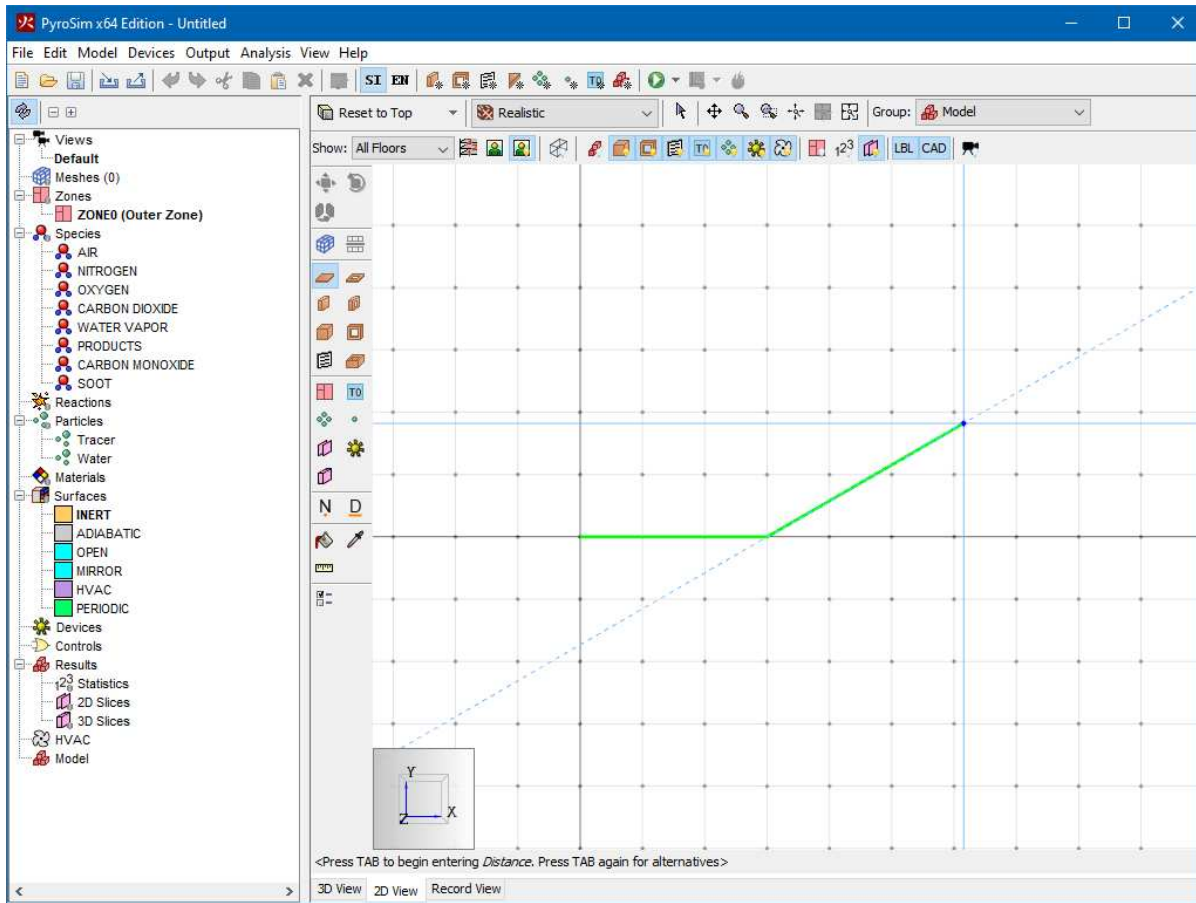 PyroSim x64 Edition - Untitled
File Edit Model Devices Output Analysis View Help
SI EN
Reset to Top Realistic Group: Model
Show: All Floors LBL CAD
Views
Default
Meshes (0)
Zones
ZONE0 (Outer Zone)
Species
AIR
NITROGEN
OXYGEN
CARBON DIOXIDE
WATER VAPOR
PRODUCTS
CARBON MONOXIDE
SOOT
Reactions
Particles
Tracer
Water
Materials
Surfaces
INERT
ADIABATIC
OPEN
MIRROR
HVAC
PERIODIC
Devices
Controls
Results
Statistics
2D Slices
3D Slices
HVAC
Model
N D
Y
Z X
<Press TAB to begin entering Distance. Press TAB again for alternatives>
3D View 2D View Record View